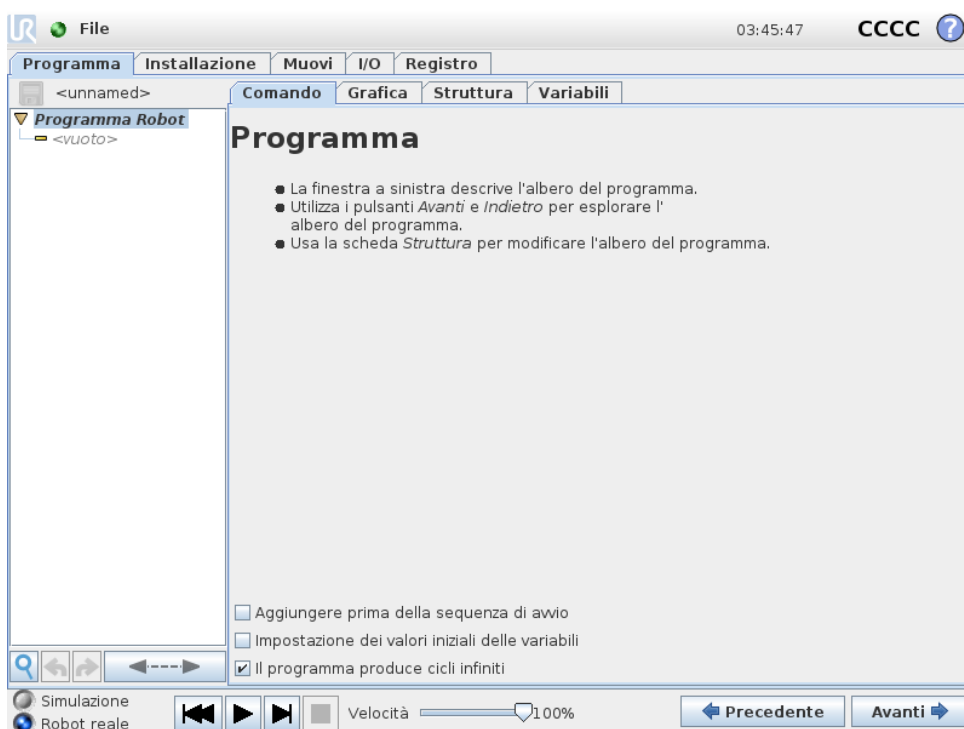 UR File 03:45:47 CCCC ?
Programma Installazione Muovi I/O Registro
<unnamed> Comando Grafica Struttura Variabili
Programma Robot
<vuoto>
Programma
La finestra a sinistra descrive l'albero del programma.
Utilizza i pulsanti Avanti e Indietro per esplorare l'
albero del programma.
Usa la scheda Struttura per modificare l'albero del programma.
Aggiungere prima della sequenza di avvio
Impostazione dei valori iniziali delle variabili
Il programma produce cicli infiniti
Simulazione
Robot reale
Velocità 100% Precedente Avanti